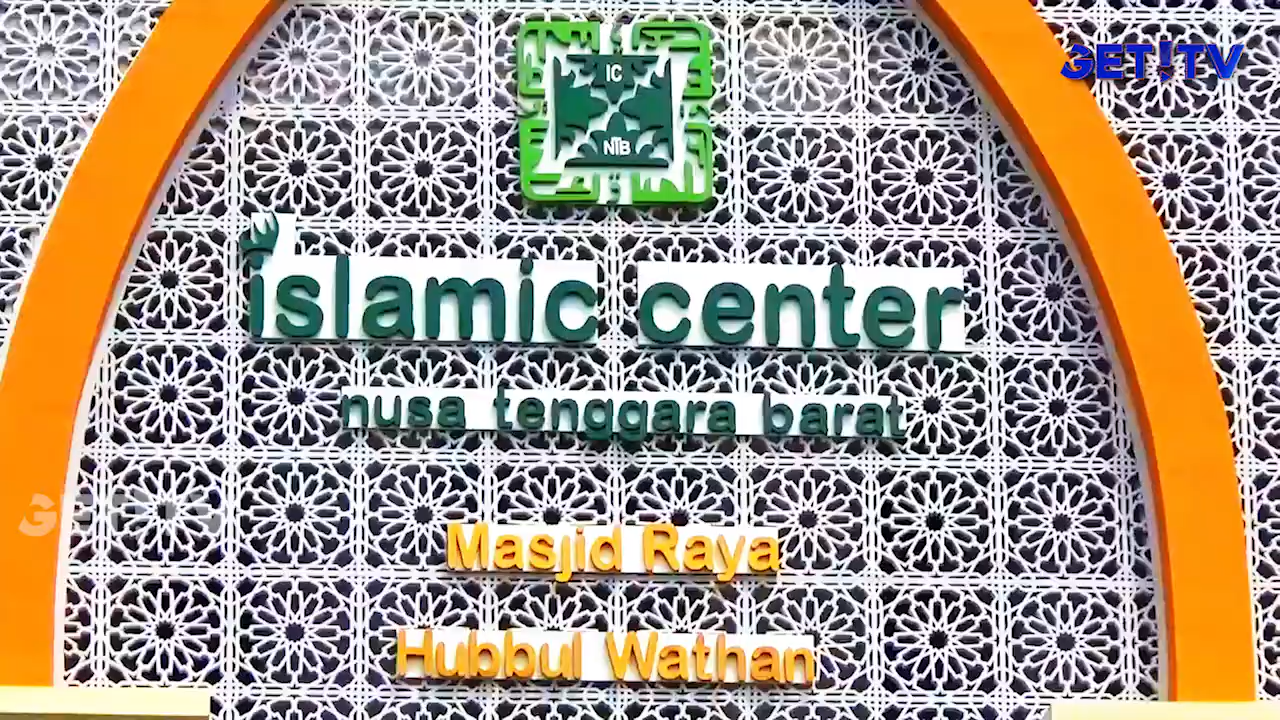 GET!TV
IC
NTB
islamic center
nusa tenggara barat
Masjid Raya
Hubbul Wathan